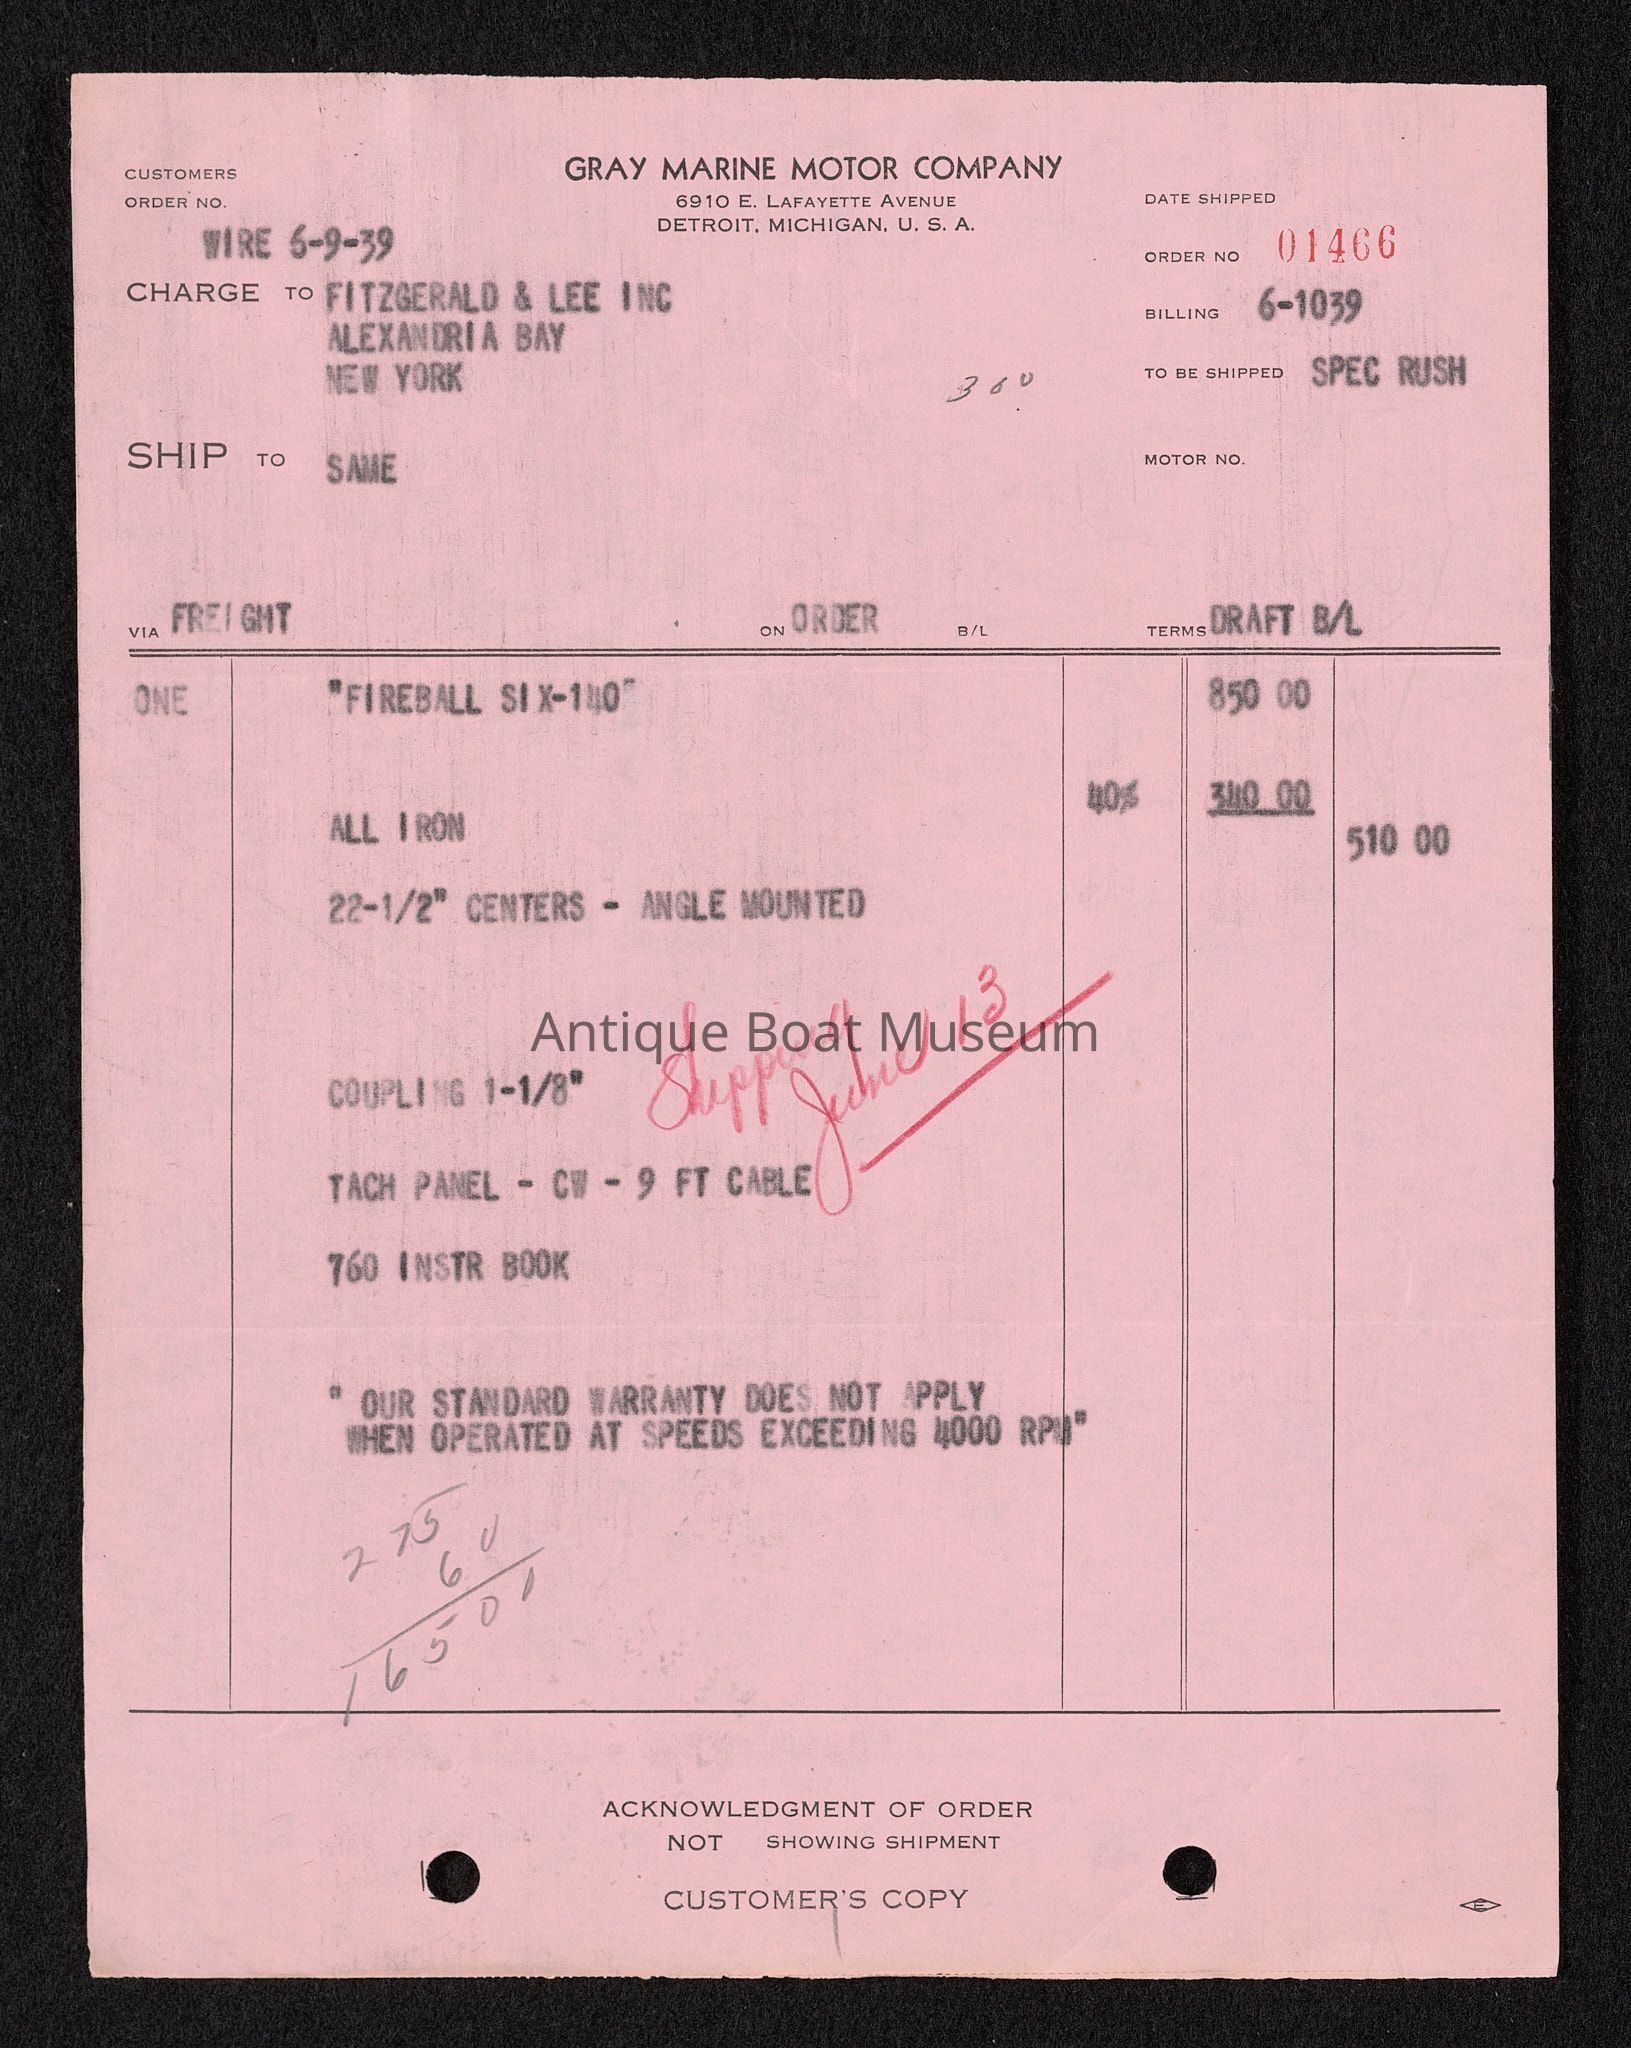 GRAY MARINE MOTOR COMPANY
6910 E. LAFAYETTE AVENUE
DETROIT, MICHIGAN, U. S. A.
CUSTOMERS
ORDER NO.
WIRE 6-9-39
CHARGE TO FITZGERALD & LEE INC
ALEXANDRIA BAY
NEW YORK
DATE SHIPPED
ORDER NO 01466
BILLING 6-1039
TO BE SHIPPED SPEC RUSH
360
SHIP TO SAME
MOTOR NO.
VIA FREIGHT ON ORDER B/L TERMS DRAFT B/L
ONE "FIREBALL SIX-140" 850 00
40% 340 00
ALL IRON 510 00
22-1/2" CENTERS - ANGLE MOUNTED
Shipped
June 13
Antique Boat Museum
COUPLING 1-1/8"
TACH PANEL - CW - 9 FT CABLE
760 INSTR BOOK
" OUR STANDARD WARRANTY DOES NOT APPLY
WHEN OPERATED AT SPEEDS EXCEEDING 4000 RPM"
275
60
16500
ACKNOWLEDGMENT OF ORDER
NOT SHOWING SHIPMENT
CUSTOMER'S COPY
E